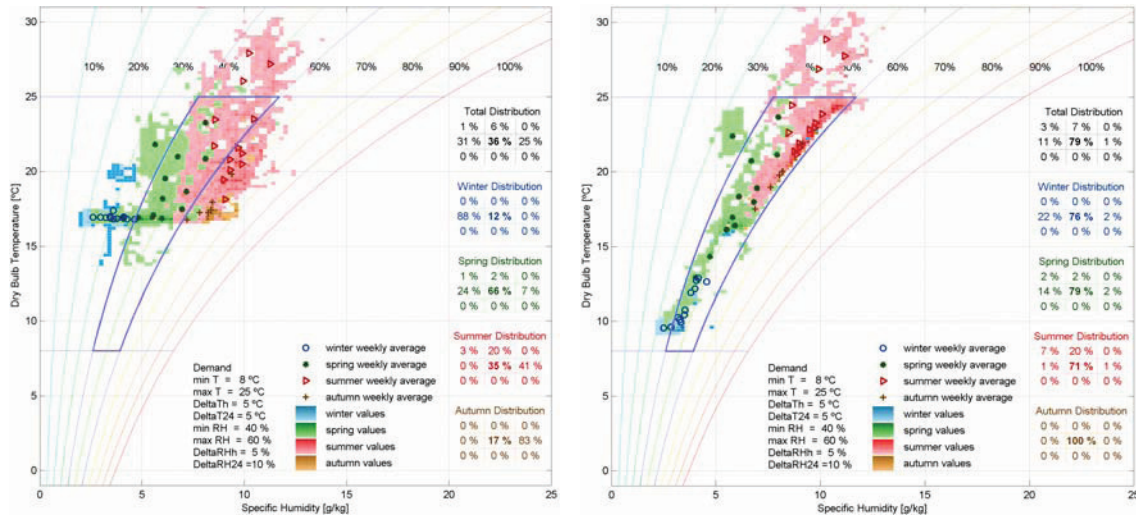 30
10% 20% 30% 40% 60% 70% 80% 100%
25
Total Distribution
1 % 6 % 0 %
31 % 36 % 25 %
0 % 0 % 0 %
20
Winter Distribution
0 % 0 % 0 %
88 % 12 % 0 %
0 % 0 % 0 %
15
Spring Distribution
1 % 2 % 0 %
24 % 66 % 7 %
0 % 0 % 0 %
10
Summer Distribution
3 % 20 % 0 %
0 % 35 % 41 %
0 % 0 % 0 %
5
Autumn Distribution
0 % 0 % 0 %
0 % 17 % 83 %
0 % 0 % 0 %
0
Dry Bulb Temperature [ºC]
Demand
min T = 8 ºC
max T = 25 ºC
DeltaTh = 5 ºC
DeltaT24 = 5 ºC
min RH = 40 %
max RH = 60 %
DeltaRHh = 5 %
DeltaRH24 =10 %
winter weekly average
spring weekly average
summer weekly average
autumn weekly average
winter values
spring values
summer values
autumn values
0 5 10 15 20 25
Specific Humidity [g/kg]
30
10% 20% 30% 40% 60% 70% 80% 100%
25
Total Distribution
3 % 7 % 0 %
11 % 79 % 1 %
0 % 0 % 0 %
20
Winter Distribution
0 % 0 % 0 %
22 % 76 % 2 %
0 % 0 % 0 %
15
Spring Distribution
2 % 2 % 0 %
14 % 79 % 2 %
0 % 0 % 0 %
10
Summer Distribution
7 % 20 % 0 %
1 % 71 % 1 %
0 % 0 % 0 %
5
Autumn Distribution
0 % 0 % 0 %
0 % 100 % 0 %
0 % 0 % 0 %
0
Dry Bulb Temperature [ºC]
Demand
min T = 8 ºC
max T = 25 ºC
DeltaTh = 5 ºC
DeltaT24 = 5 ºC
min RH = 40 %
max RH = 60 %
DeltaRHh = 5 %
DeltaRH24 =10 %
winter weekly average
spring weekly average
summer weekly average
autumn weekly average
winter values
spring values
summer values
autumn values
0 5 10 15 20 25
Specific Humidity [g/kg]